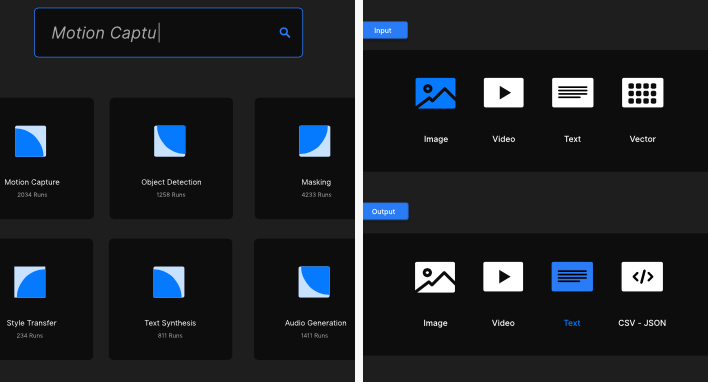 Motion Captu
Motion Capture
2034 Runs
Object Detection
1258 Runs
Masking
4233 Runs
Style Transfer
234 Runs
Text Synthesis
811 Runs
Audio Generation
1411 Runs
Input
Image
Video
Text
Vector
Output
Image
Video
Text
CSV - JSON